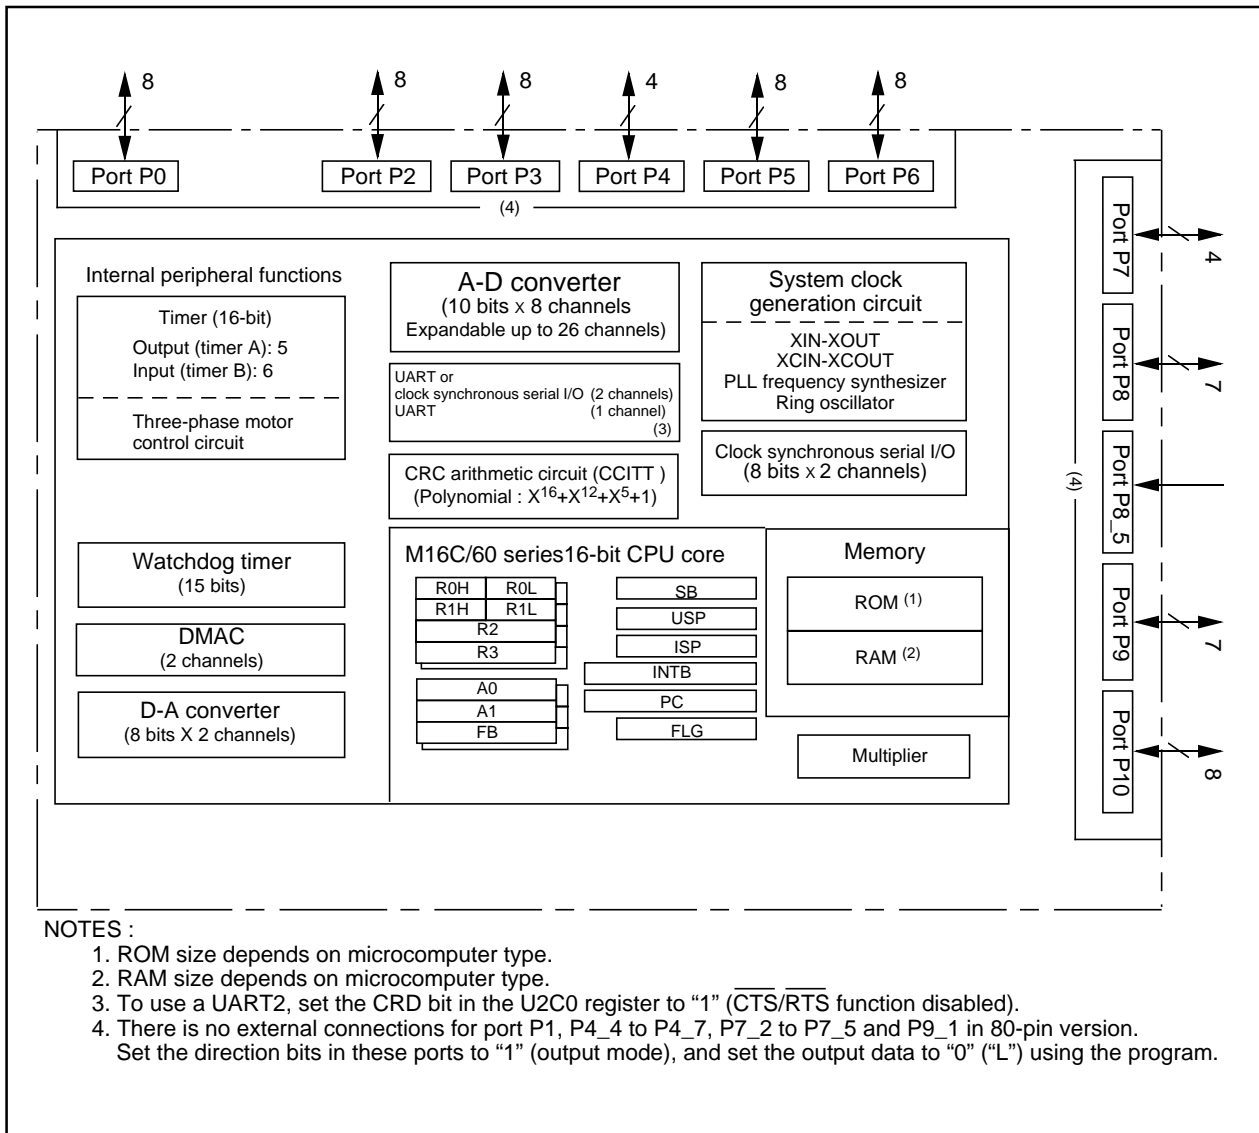 8
8
8
4
8
8
Port P0
Port P2
Port P3
Port P4
Port P5
Port P6
(4)
Port P7
4
Port P8
7
Port P8_5
(4)
Port P9
7
Port P10
8
Internal peripheral functions
Timer (16-bit)
Output (timer A): 5
Input (timer B): 6
Three-phase motor
control circuit
Watchdog timer
(15 bits)
DMAC
(2 channels)
D-A converter
(8 bits X 2 channels)
A-D converter
(10 bits x 8 channels
Expandable up to 26 channels)
UART or
clock synchronous serial I/O (2 channels)
UART (1 channel)
(3)
CRC arithmetic circuit (CCITT )
(Polynomial : X¹⁶+X¹²+X⁵+1)
System clock
generation circuit
XIN-XOUT
XCIN-XCOUT
PLL frequency synthesizer
Ring oscillator
Clock synchronous serial I/O
(8 bits x 2 channels)
M16C/60 series16-bit CPU core
R0H R0L
R1H R1L
R2
R3
A0
A1
FB
SB
USP
ISP
INTB
PC
FLG
Memory
ROM (1)
RAM (2)
Multiplier
NOTES :
1. ROM size depends on microcomputer type.
2. RAM size depends on microcomputer type.
3. To use a UART2, set the CRD bit in the U2C0 register to “1” (C̅T̅S̅/R̅T̅S̅ function disabled).
4. There is no external connections for port P1, P4_4 to P4_7, P7_2 to P7_5 and P9_1 in 80-pin version.
Set the direction bits in these ports to “1” (output mode), and set the output data to “0” (“L”) using the program.